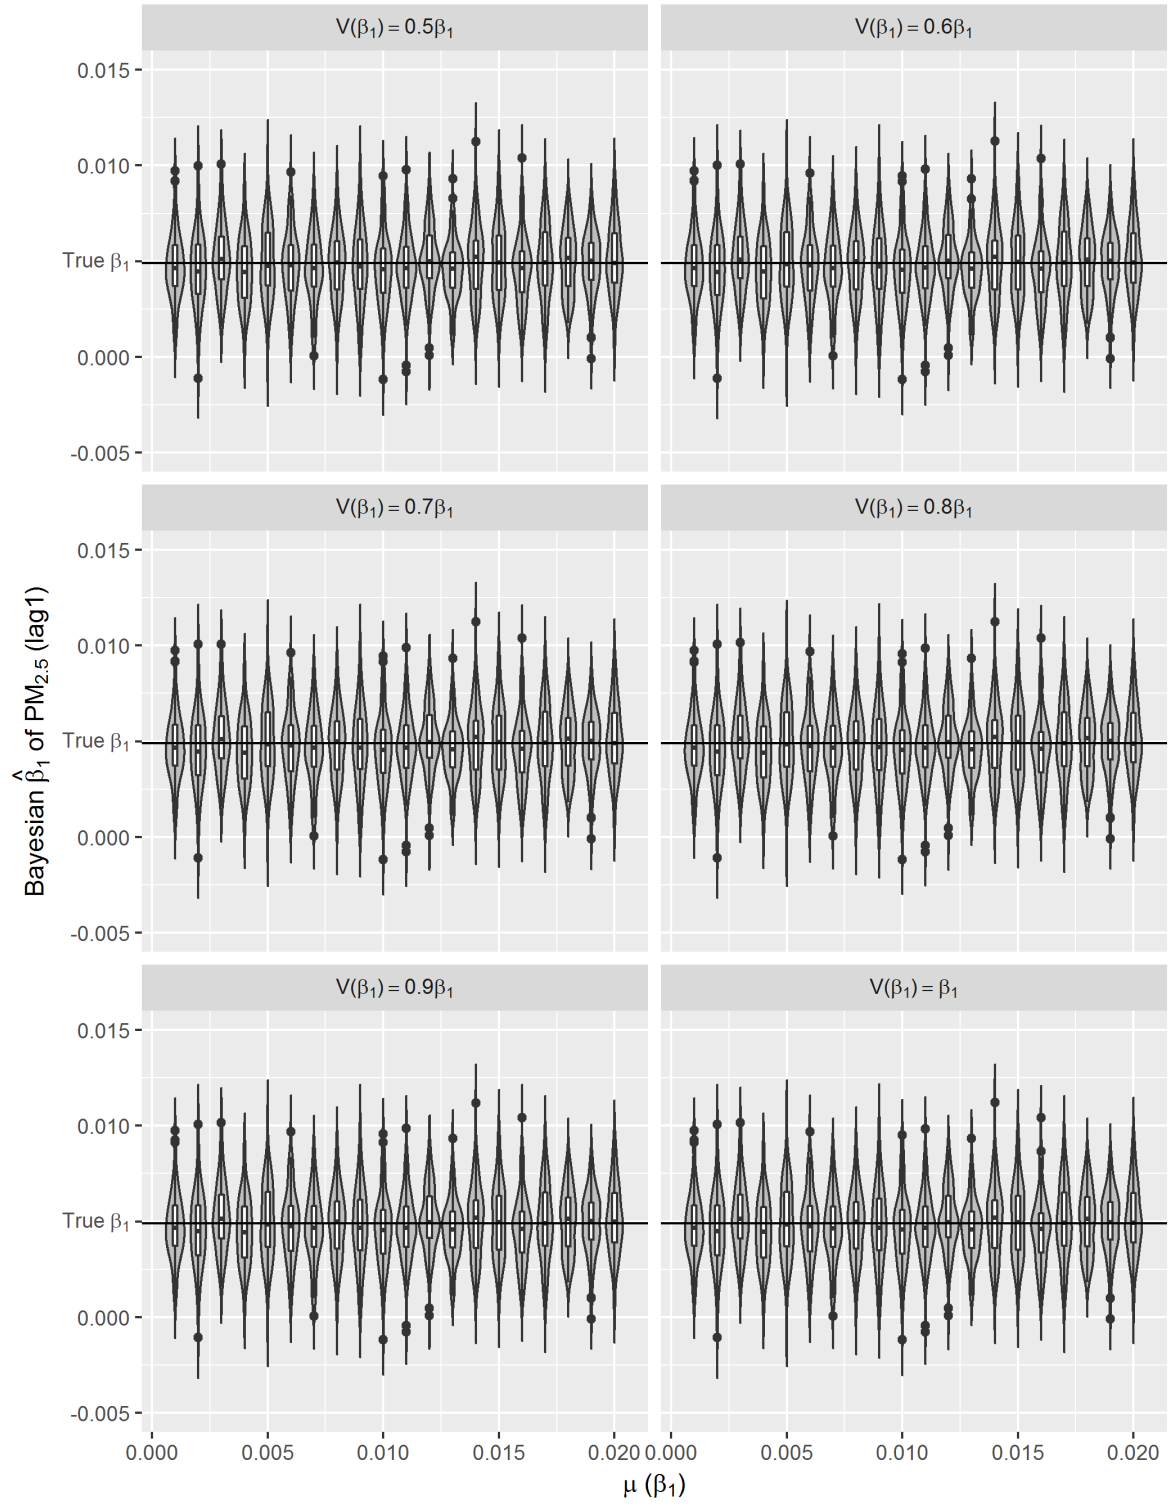 V(β₁) = 0.5β₁
V(β₁) = 0.6β₁
0.015
0.010
True β₁
0.000
-0.005
V(β₁) = 0.7β₁
V(β₁) = 0.8β₁
0.015
0.010
True β₁
0.000
-0.005
Bayesian β̂₁ of PM₂.₅ (lag1)
V(β₁) = 0.9β₁
V(β₁) = β₁
0.015
0.010
True β₁
0.000
-0.005
0.000 0.005 0.010 0.015 0.020 0.000 0.005 0.010 0.015 0.020
μ (β₁)